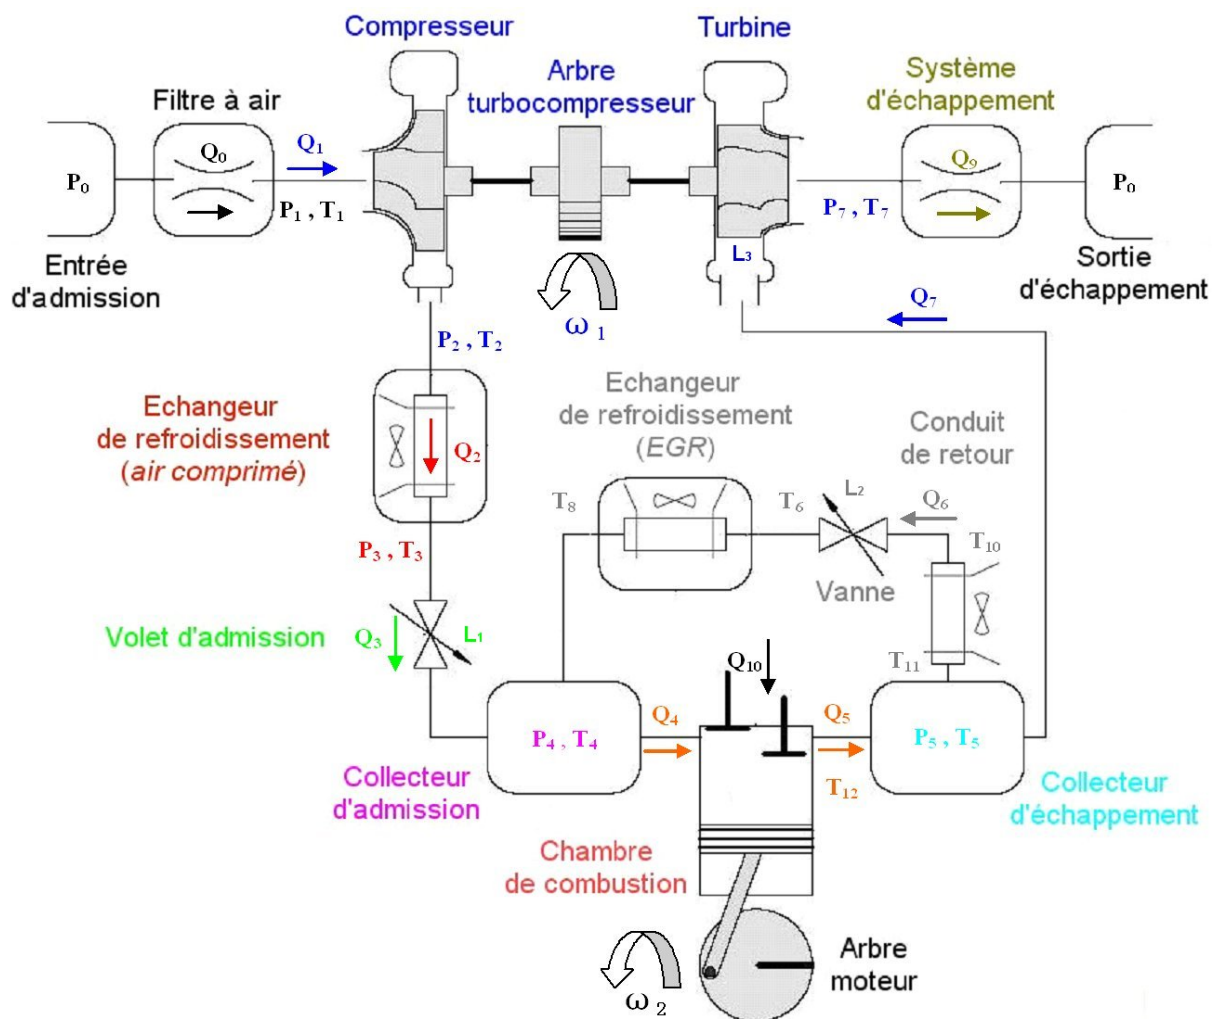 Compresseur
Turbine
Arbre
turbocompresseur
Système
d'échappement
Filtre à air
Q₀
Q₁
Q₉
P₀
P₀
P₁ , T₁
P₇ , T₇
Entrée
d'admission
L₃
Sortie
d'échappement
ω 1
Q₇
P₂ , T₂
Echangeur
de refroidissement
(EGR)
Echangeur
de refroidissement
(air comprimé)
Q₂
Conduit
de retour
T₈
T₆
L₂
Q₆
P₃ , T₃
T₁₀
Vanne
Volet d'admission
Q₃
L₁
Q₁₀
T₁₁
Q₄
Q₅
P₄ , T₄
P₅ , T₅
T₁₂
Collecteur
d'admission
Collecteur
d'échappement
Chambre
de combustion
Arbre
moteur
ω 2